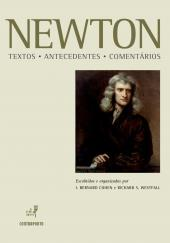 NEWTON
TEXTOS • ANTECEDENTES • COMENTÁRIOS
Escolhidos e organizados por
I. BERNARD COHEN e RICHARD S. WESTFALL
CONTRAPONTO